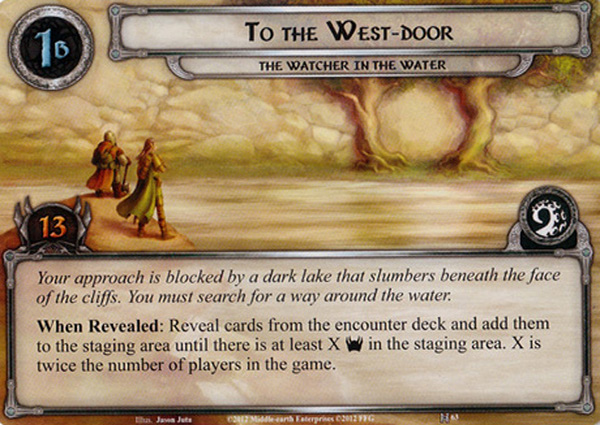 1B
TO THE WEST-DOOR
THE WATCHER IN THE WATER
13
Your approach is blocked by a dark lake that slumbers beneath the face
of the cliffs. You must search for a way around the water.
When Revealed: Reveal cards from the encounter deck and add them
to the staging area until there is at least X in the staging area. X is
twice the number of players in the game.
Illus. Jason Juta ©2012 Middle-earth Enterprises ©2012 FFG 63